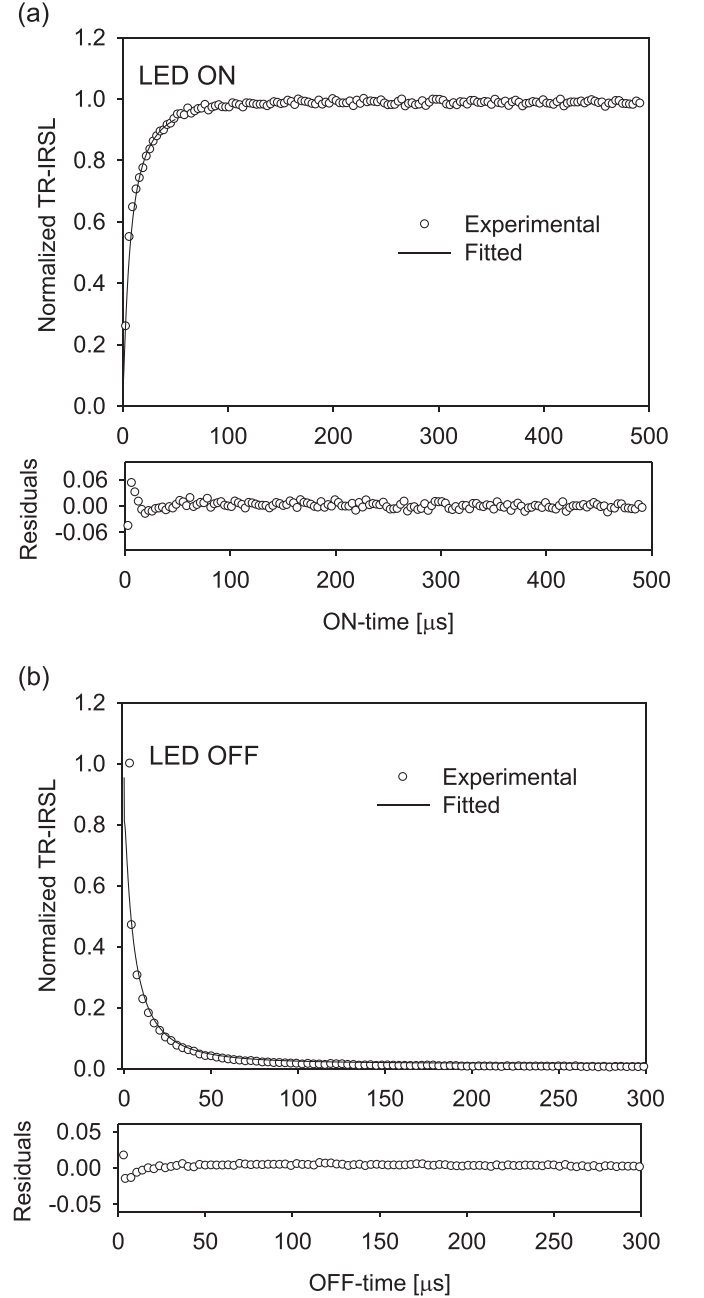 (a)
1.2
LED ON
1.0
0.8
0.6
0.4
0.2
0.0
Normalized TR-IRSL
Experimental
Fitted
0 100 200 300 400 500
Residuals
0.06
0.00
-0.06
0 100 200 300 400 500
ON-time [μs]
(b)
1.2
LED OFF
1.0
0.8
0.6
0.4
0.2
0.0
Normalized TR-IRSL
Experimental
Fitted
0 50 100 150 200 250 300
Residuals
0.05
0.00
-0.05
0 50 100 150 200 250 300
OFF-time [μs]